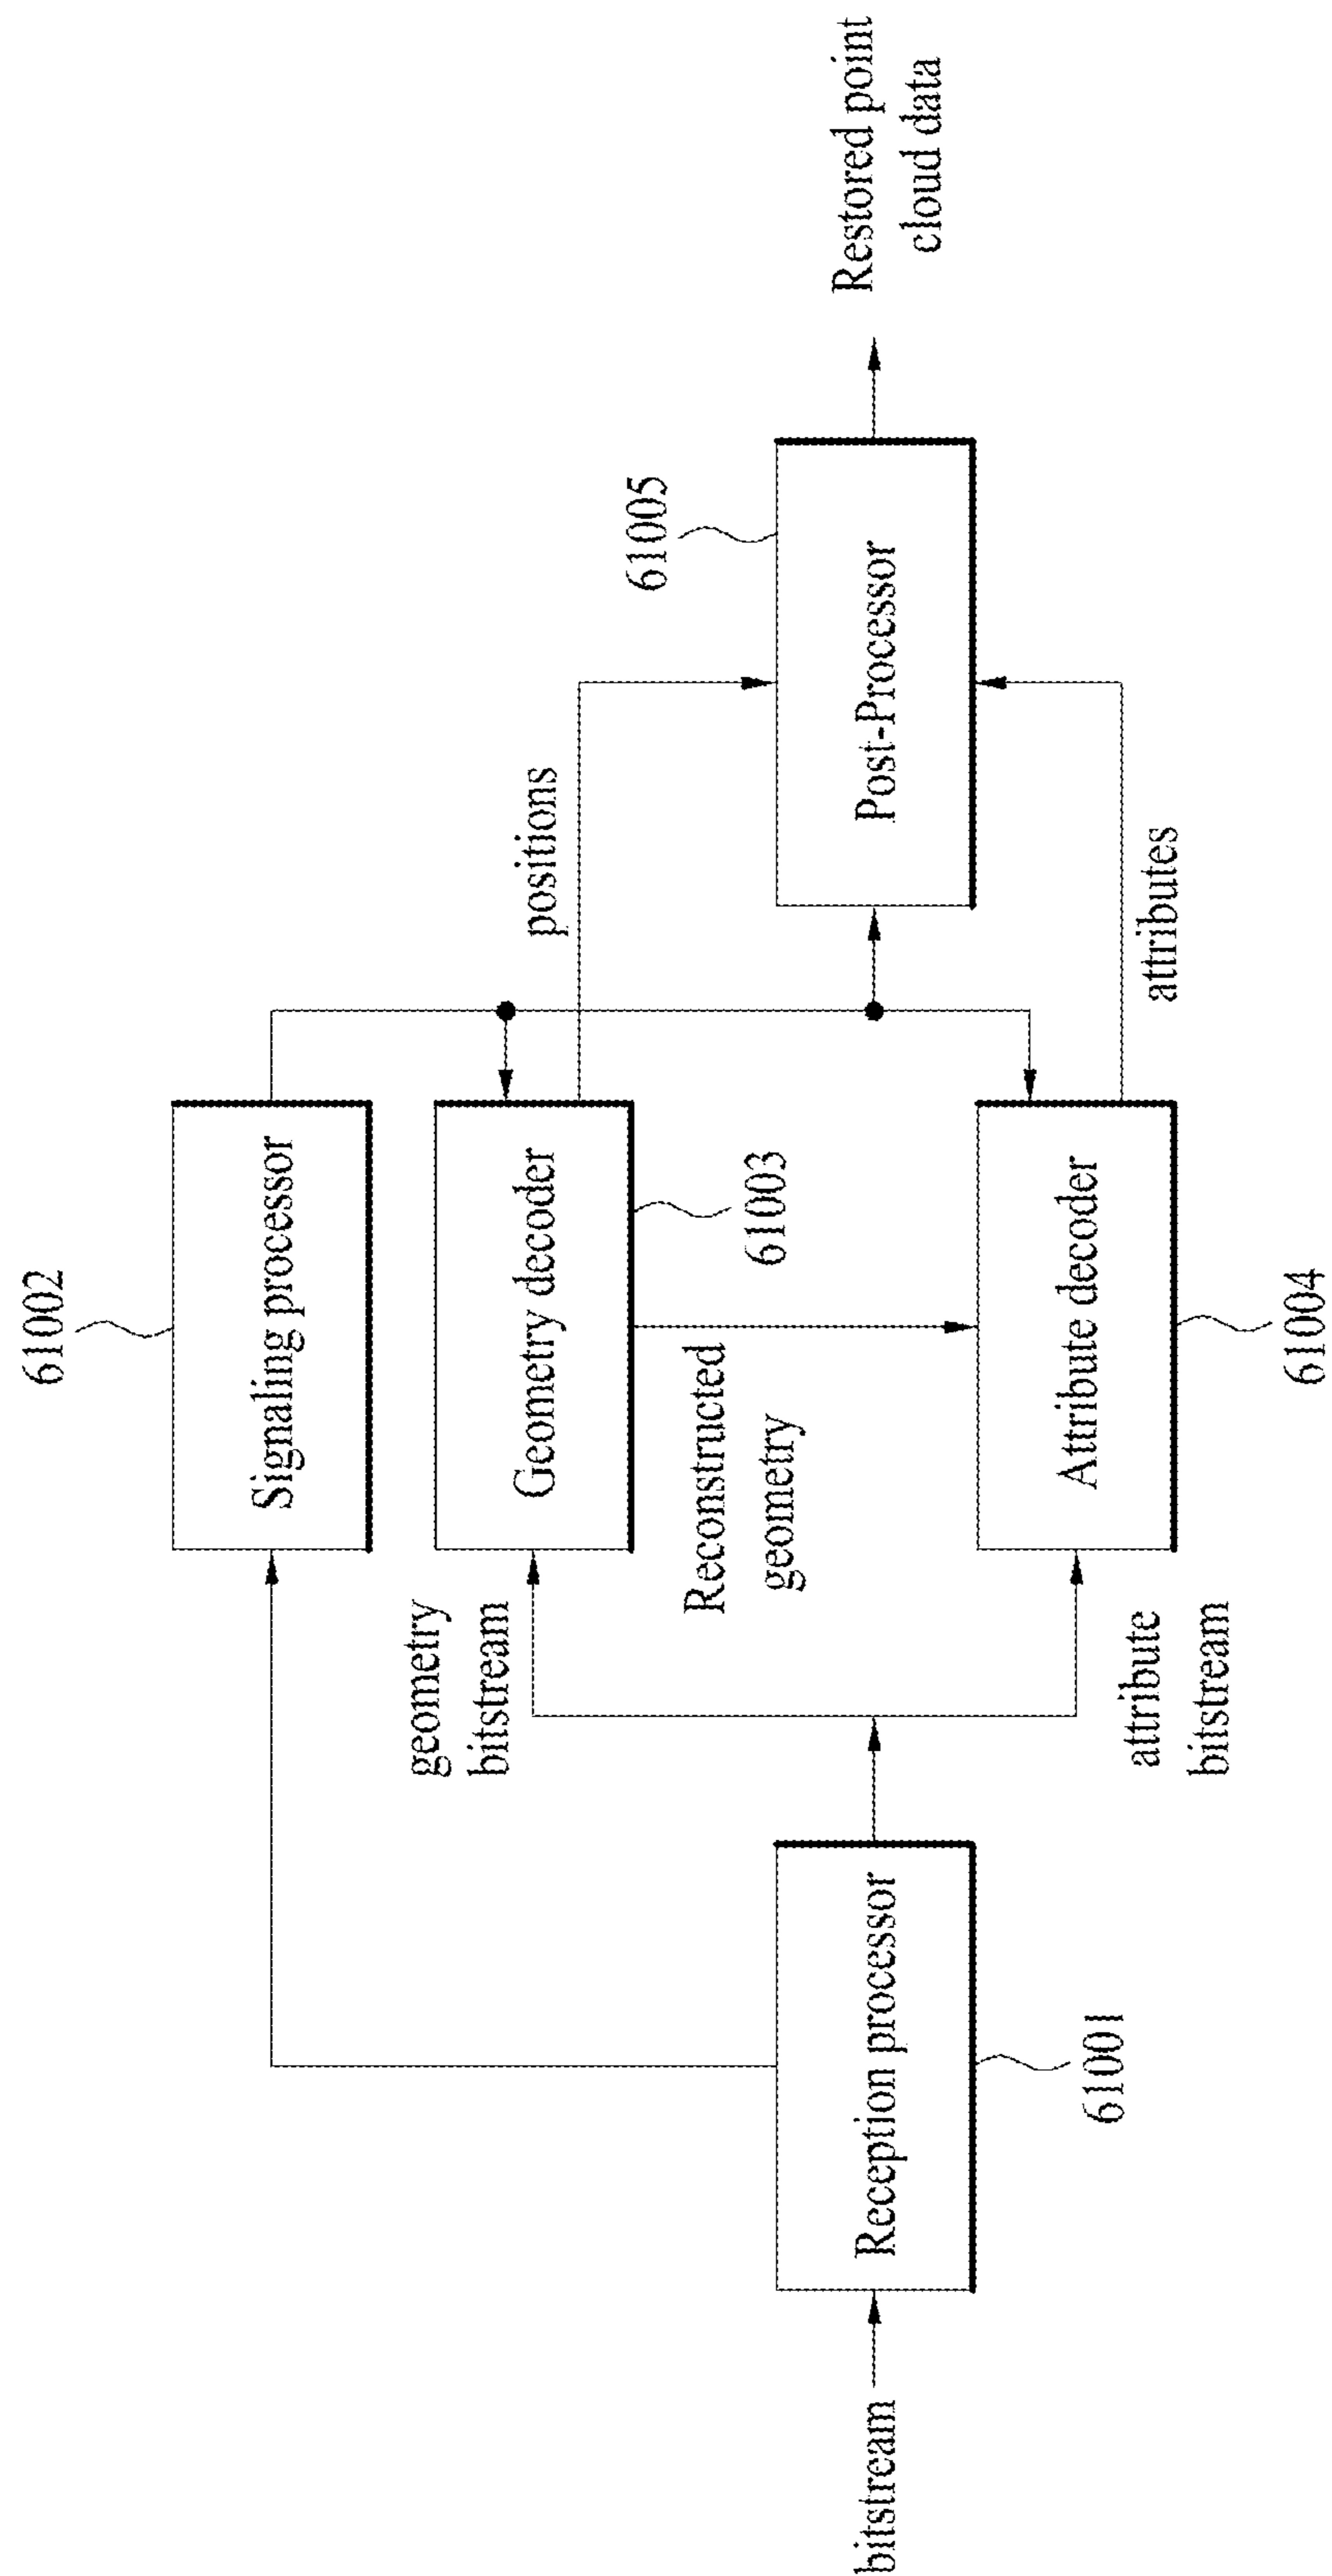 61002
Signaling processor
geometry
bitstream
Geometry decoder
61003
positions
Reconstructed
geometry
bitstream
Reception processor
61001
attribute
bitstream
Attribute decoder
61004
attributes
61005
Post-Processor
Restored point
cloud data